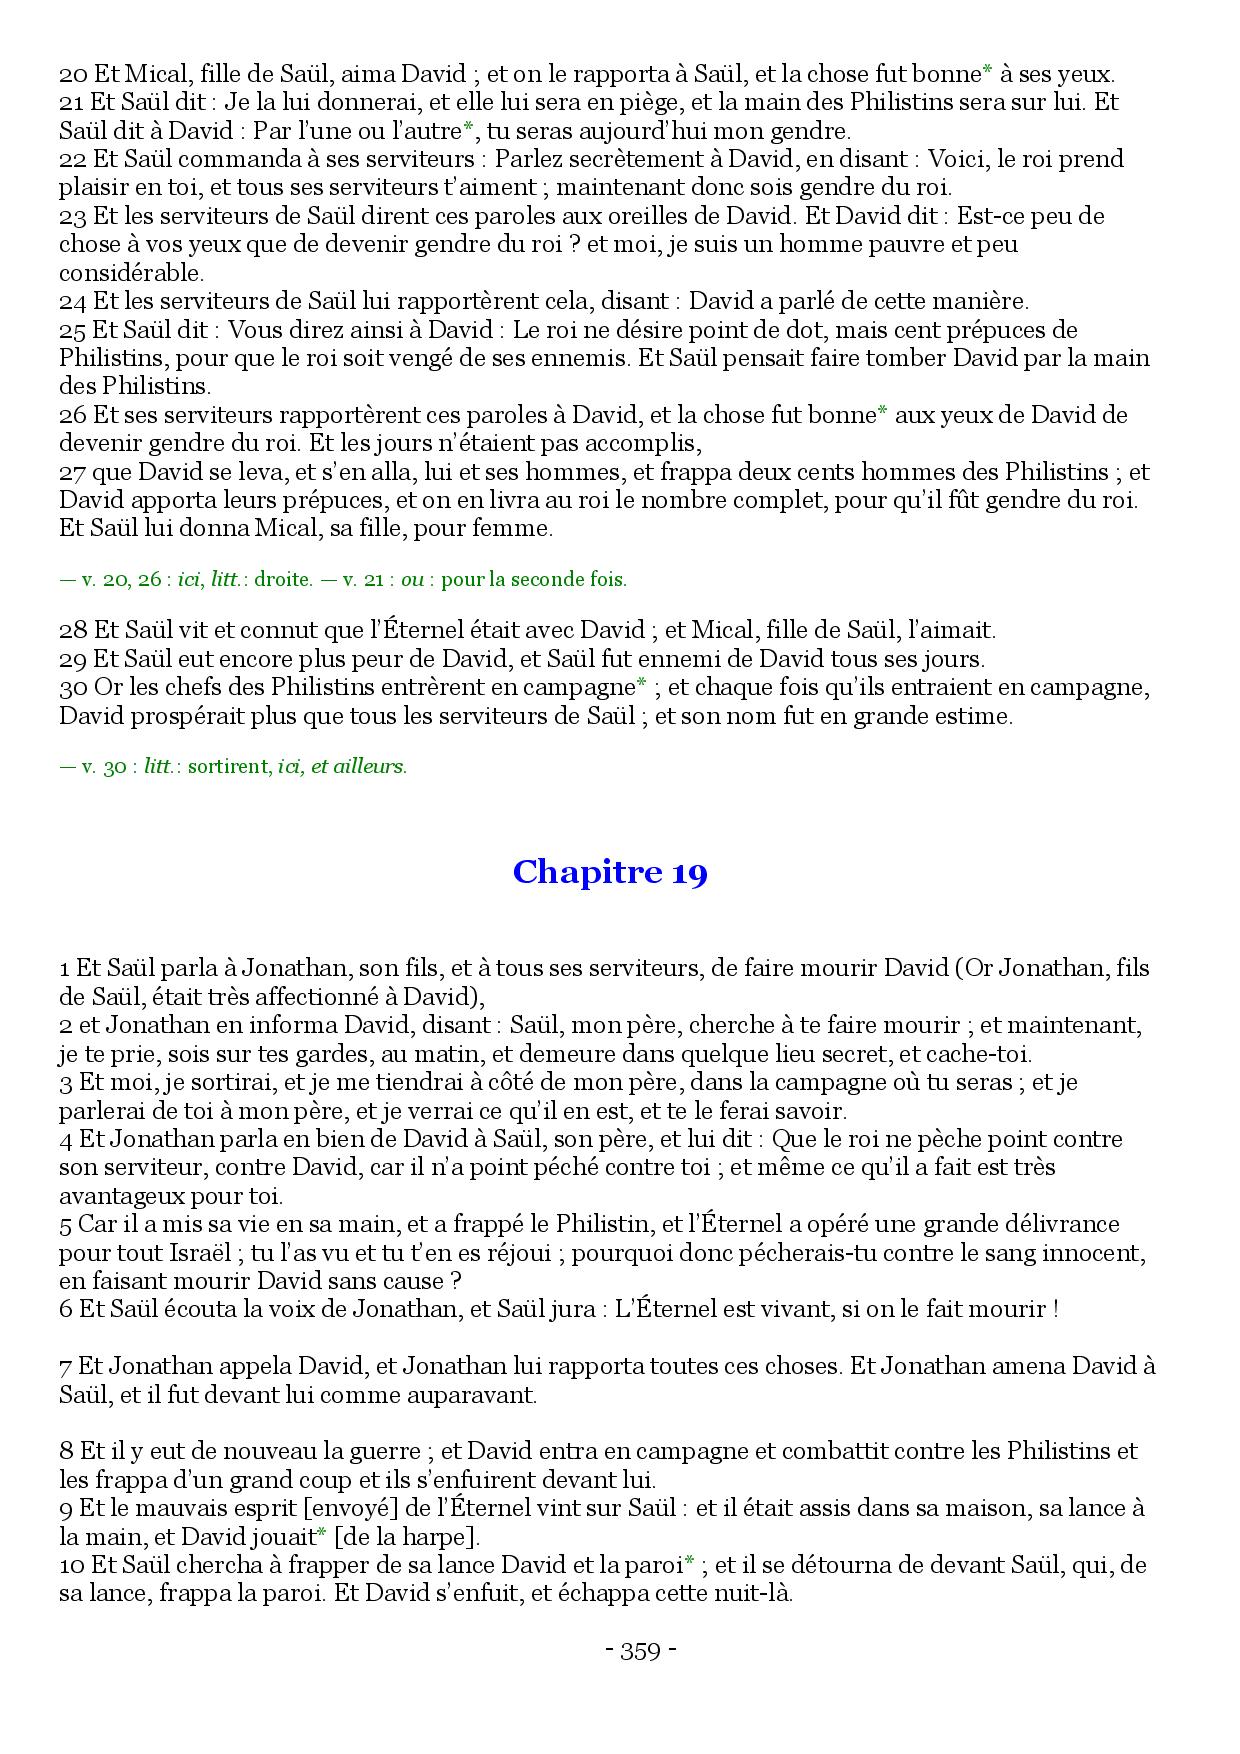 20 Et Mical, fille de Saül, aima David ; et on le rapporta à Saül, et la chose fut bonne* à ses yeux.
21 Et Saül dit : Je la lui donnerai, et elle lui sera en piège, et la main des Philistins sera sur lui. Et
Saül dit à David : Par l’une ou l’autre*, tu seras aujourd’hui mon gendre.
22 Et Saül commanda à ses serviteurs : Parlez secrètement à David, en disant : Voici, le roi prend
plaisir en toi, et tous ses serviteurs t’aiment ; maintenant donc sois gendre du roi.
23 Et les serviteurs de Saül dirent ces paroles aux oreilles de David. Et David dit : Est-ce peu de
chose à vos yeux que de devenir gendre du roi ? et moi, je suis un homme pauvre et peu
considérable.
24 Et les serviteurs de Saül lui rapportèrent cela, disant : David a parlé de cette manière.
25 Et Saül dit : Vous direz ainsi à David : Le roi ne désire point de dot, mais cent prépuces de
Philistins, pour que le roi soit vengé de ses ennemis. Et Saül pensait faire tomber David par la main
des Philistins.
26 Et ses serviteurs rapportèrent ces paroles à David, et la chose fut bonne* aux yeux de David de
devenir gendre du roi. Et les jours n’étaient pas accomplis,
27 que David se leva, et s’en alla, lui et ses hommes, et frappa deux cents hommes des Philistins ; et
David apporta leurs prépuces, et on en livra au roi le nombre complet, pour qu’il fût gendre du roi.
Et Saül lui donna Mical, sa fille, pour femme.
— v. 20, 26 : ici, litt.: droite. — v. 21 : ou : pour la seconde fois.
28 Et Saül vit et connut que l’Éternel était avec David ; et Mical, fille de Saül, l’aimait.
29 Et Saül eut encore plus peur de David, et Saül fut ennemi de David tous ses jours.
30 Or les chefs des Philistins entrèrent en campagne* ; et chaque fois qu’ils entraient en campagne,
David prospérait plus que tous les serviteurs de Saül ; et son nom fut en grande estime.
— v. 30 : litt.: sortirent, ici, et ailleurs.
Chapitre 19
1 Et Saül parla à Jonathan, son fils, et à tous ses serviteurs, de faire mourir David (Or Jonathan, fils
de Saül, était très affectionné à David),
2 et Jonathan en informa David, disant : Saül, mon père, cherche à te faire mourir ; et maintenant,
je te prie, sois sur tes gardes, au matin, et demeure dans quelque lieu secret, et cache-toi.
3 Et moi, je sortirai, et je me tiendrai à côté de mon père, dans la campagne où tu seras ; et je
parlerai de toi à mon père, et je verrai ce qu’il en est, et te le ferai savoir.
4 Et Jonathan parla en bien de David à Saül, son père, et lui dit : Que le roi ne pèche point contre
son serviteur, contre David, car il n’a point péché contre toi ; et même ce qu’il a fait est très
avantageux pour toi.
5 Car il a mis sa vie en sa main, et a frappé le Philistin, et l’Éternel a opéré une grande délivrance
pour tout Israël ; tu l’as vu et tu t’en es réjoui ; pourquoi donc pécherais-tu contre le sang innocent,
en faisant mourir David sans cause ?
6 Et Saül écouta la voix de Jonathan, et Saül jura : L’Éternel est vivant, si on le fait mourir !
7 Et Jonathan appela David, et Jonathan lui rapporta toutes ces choses. Et Jonathan amena David à
Saül, et il fut devant lui comme auparavant.
8 Et il y eut de nouveau la guerre ; et David entra en campagne et combattit contre les Philistins et
les frappa d’un grand coup et ils s’enfuirent devant lui.
9 Et le mauvais esprit [envoyé] de l’Éternel vint sur Saül : et il était assis dans sa maison, sa lance à
la main, et David jouait* [de la harpe].
10 Et Saül chercha à frapper de sa lance David et la paroi* ; et il se détourna de devant Saül, qui, de
sa lance, frappa la paroi. Et David s’enfuit, et échappa cette nuit-là.
- 359 -